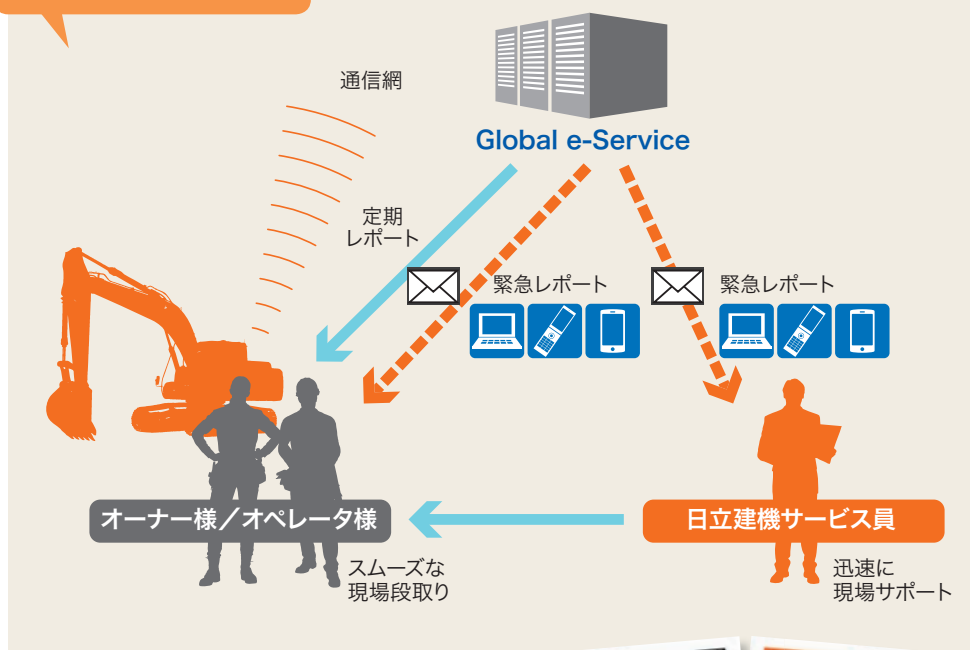 通信網
Global e-Service
定期
レポート
緊急レポート
緊急レポート
オーナー様／オペレータ様
日立建機サービス員
スムーズな
現場段取り
迅速に
現場サポート